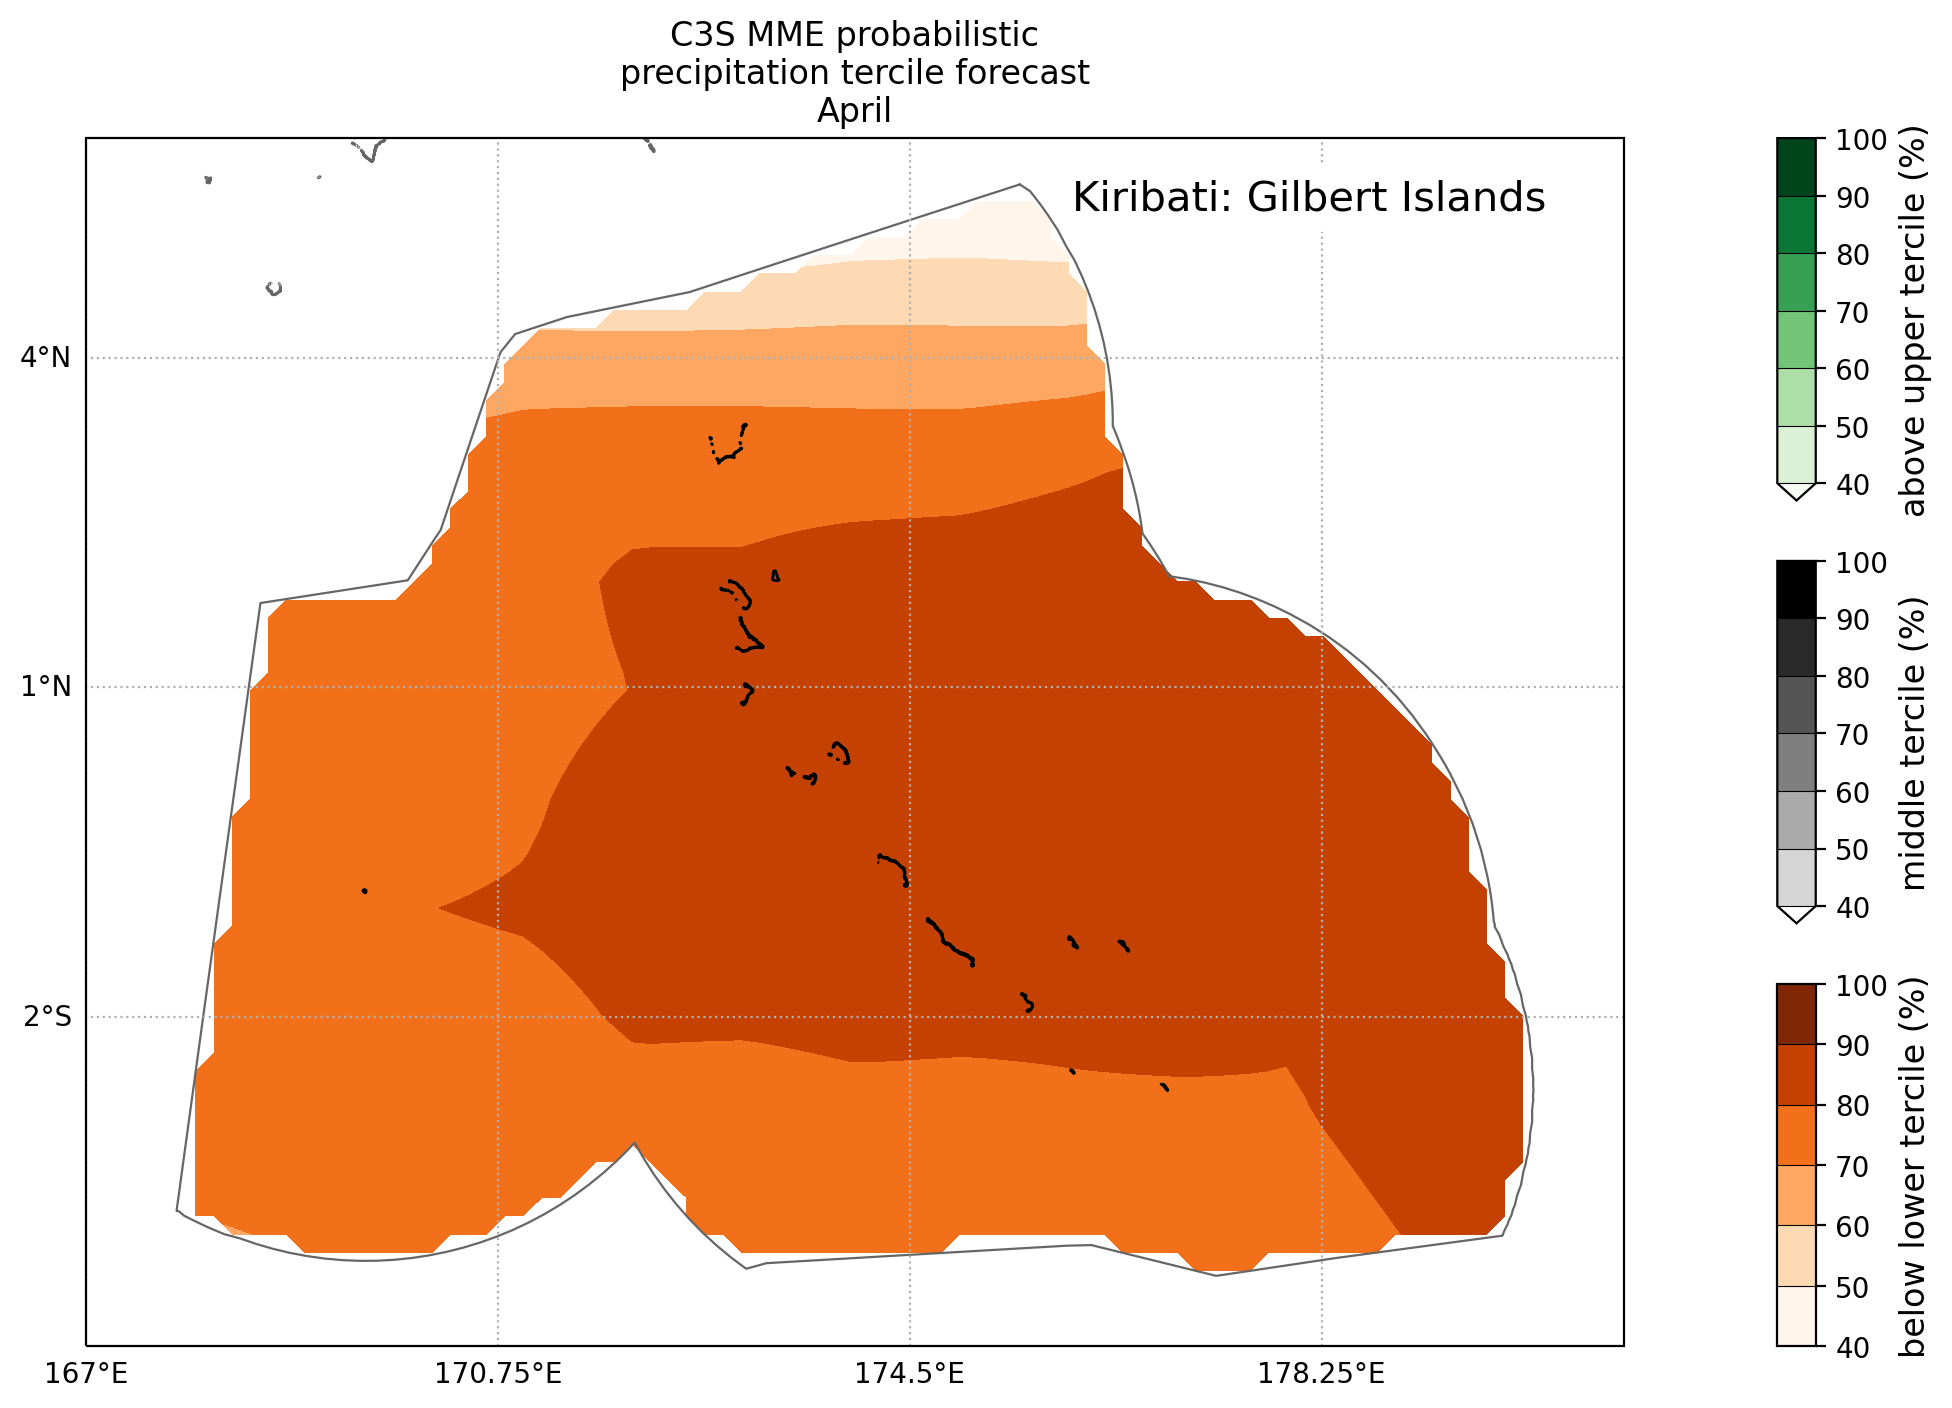 C3S MME probabilistic
precipitation tercile forecast
April
Kiribati: Gilbert Islands
4°N
1°N
2°S
167°E
170.75°E
174.5°E
178.25°E
100
90
80
70
60
50
40
above upper tercile (%)
100
90
80
70
60
50
40
middle tercile (%)
100
90
80
70
60
50
40
below lower tercile (%)